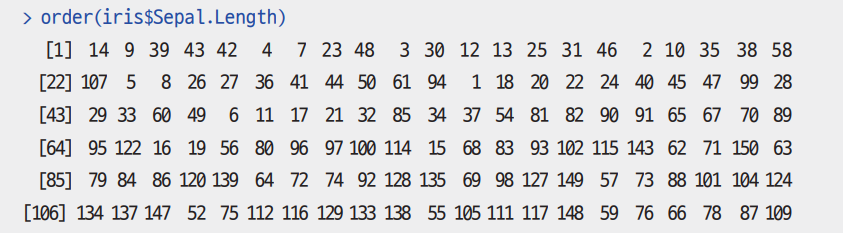 > order(iris$Sepal.Length)
[1] 14 9 39 43 42 4 7 23 48 3 30 12 13 25 31 46 2 10 35 38 58
[22] 107 5 8 26 27 36 41 44 50 61 94 1 18 20 22 24 40 45 47 99 28
[43] 29 33 60 49 6 11 17 21 32 85 34 37 54 81 82 90 91 65 67 70 89
[64] 95 122 16 19 56 80 96 97 100 114 15 68 83 93 102 115 143 62 71 150 63
[85] 79 84 86 120 139 64 72 74 92 128 135 69 98 127 149 57 73 88 101 104 124
[106] 134 137 147 52 75 112 116 129 133 138 55 105 111 117 148 59 76 66 78 87 109